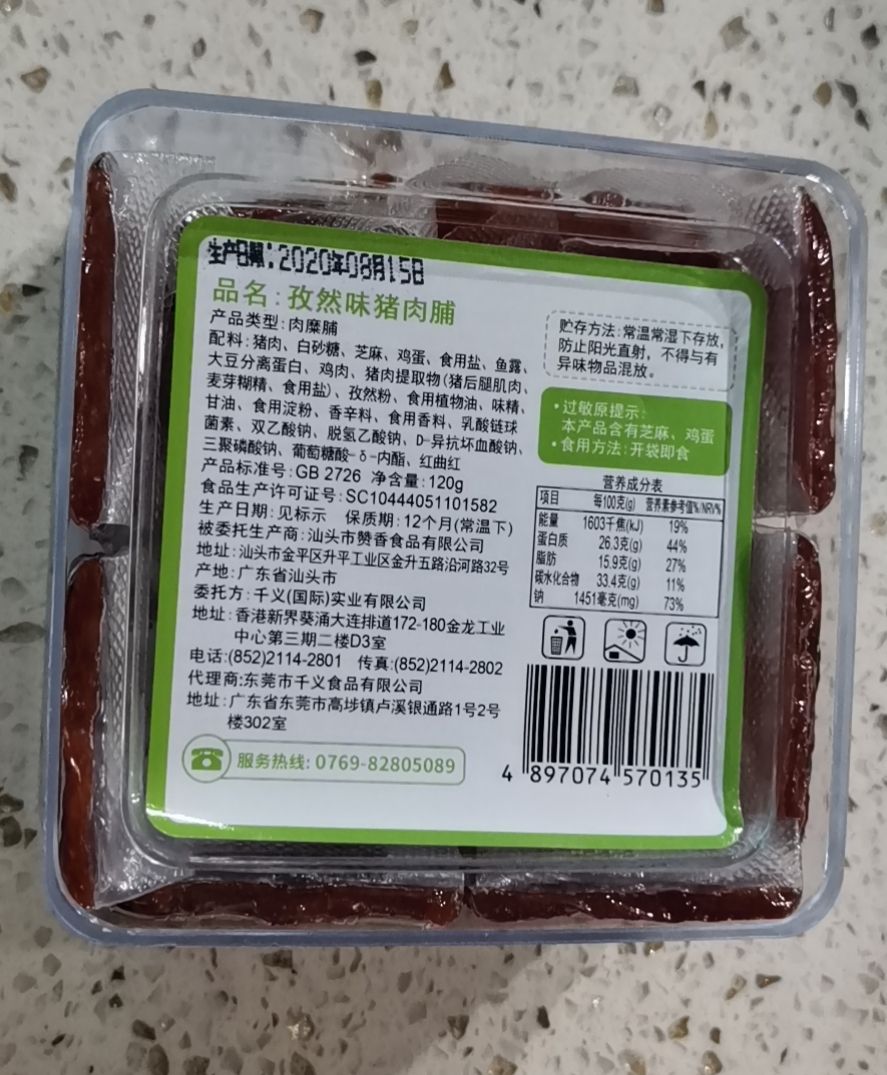 生产日期:2020年08月15日
品名:孜然味猪肉脯
产品类型:肉糜脯
配料:猪肉、白砂糖、芝麻、鸡蛋、食用盐、鱼露、
大豆分离蛋白、鸡肉、猪肉提取物(猪后腿肌肉、
麦芽糊精、食用盐)、孜然粉、食用植物油、味精、
甘油、食用淀粉、香辛料、食用香料、乳酸链球
菌素、双乙酸钠、脱氢乙酸钠、D-异抗坏血酸钠、
三聚磷酸钠、葡萄糖酸-δ-内酯、红曲红
产品标准号:GB 2726 净含量:120g
食品生产许可证号:SC10444051101582
生产日期:见标示 保质期:12个月(常温下)
被委托生产商:汕头市赞香食品有限公司
地址:汕头市金平区升平工业区金升五路沿河路32号
产地:广东省汕头市
委托方:千义(国际)实业有限公司
地址:香港新界葵涌大连排道172-180金龙工业
中心第三期二楼D3室
电话:(852)2114-2801 传真:(852)2114-2802
代理商:东莞市千义食品有限公司
地址:广东省东莞市高埗镇卢溪银通路1号2号
楼302室
服务热线:0769-82805089
贮存方法:常温常湿下存放,
防止阳光直射,不得与有
异味物品混放。
·过敏原提示:
本产品含有芝麻、鸡蛋
·食用方法:开袋即食
营养成分表
项目 每100克(g) 营养素参考值%/NRV%
能量 1603千焦(kJ) 19%
蛋白质 26.3克(g) 44%
脂肪 15.9克(g) 27%
碳水化合物 33.4克(g) 11%
钠 1451毫克(mg) 73%
4 897074 570135